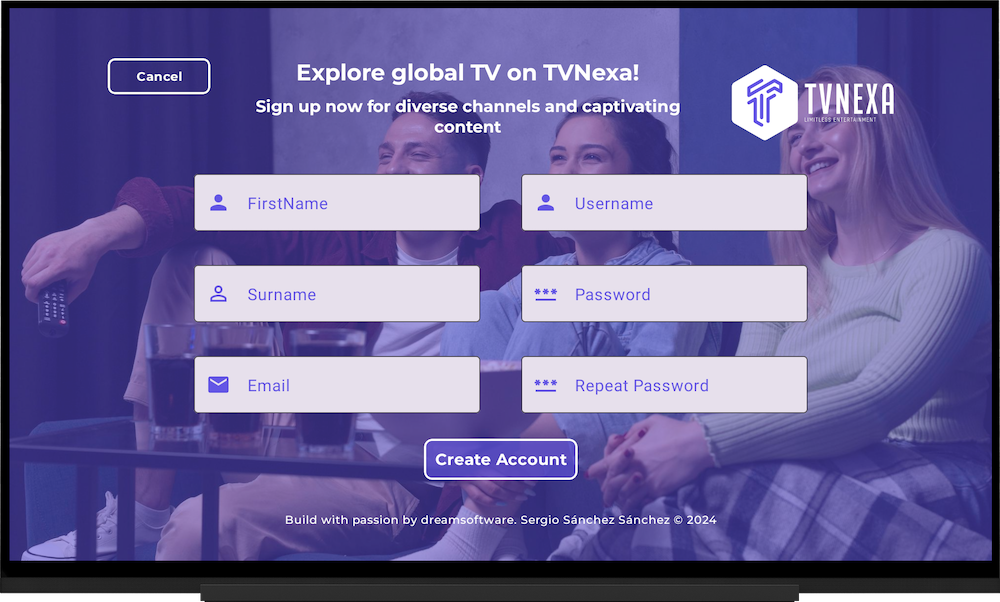 Cancel
Explore global TV on TVNexa!
Sign up now for diverse channels and captivating
content
TVNEXA
LIMITLESS ENTERTAINMENT
FirstName
Username
Surname
Password
Email
Repeat Password
Create Account
Build with passion by dreamsoftware. Sergio Sánchez Sánchez © 2024